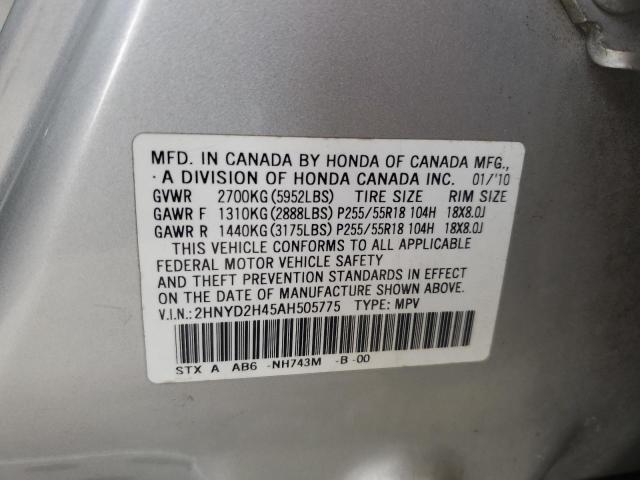 MFD. IN CANADA BY HONDA OF CANADA MFG.,
A DIVISION OF HONDA CANADA INC. 01/'10
GVWR 2700KG (5952LBS) TIRE SIZE RIM SIZE
GAWR F 1310KG (2888LBS) P255/55R18 104H 18X8.0J
GAWR R 1440KG (3175LBS) P255/55R18 104H 18X8.0J
THIS VEHICLE CONFORMS TO ALL APPLICABLE
FEDERAL MOTOR VEHICLE SAFETY
AND THEFT PREVENTION STANDARDS IN EFFECT
ON THE DATE OF MANUFACTURE SHOWN ABOVE.
V.I.N.: 2HNYD2H45AH505775 TYPE: MPV
STX A AB6 -NH743M -B -00